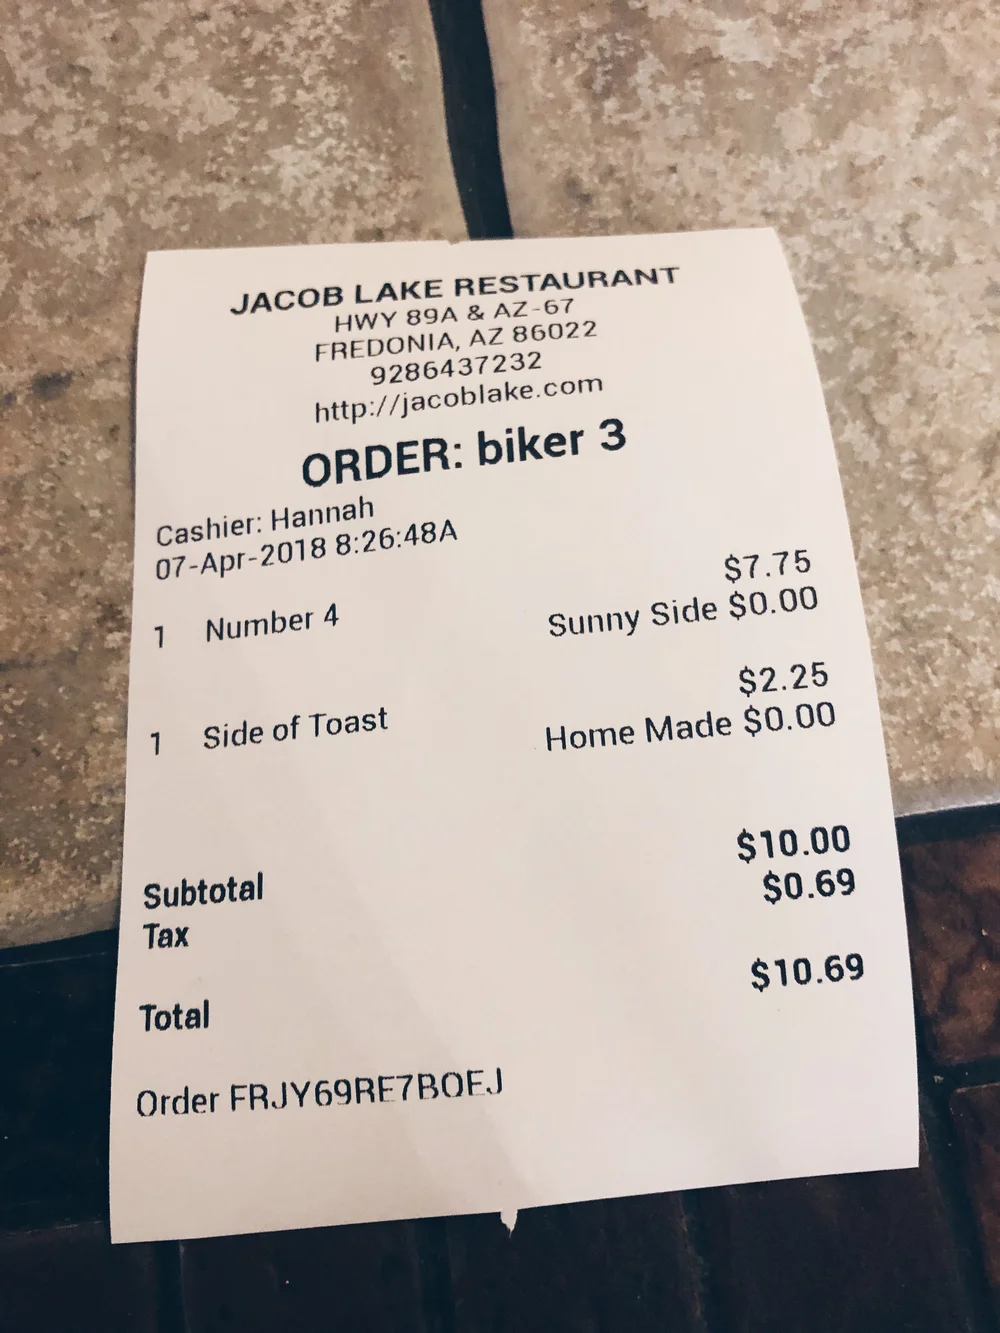 JACOB LAKE RESTAURANT
HWY 89A & AZ-67
FREDONIA, AZ 86022
9286437232
http://jacoblake.com
ORDER: biker 3
Cashier: Hannah
07-Apr-2018 8:26:48A
1 Number 4 $7.75
Sunny Side $0.00
1 Side of Toast $2.25
Home Made $0.00
Subtotal $10.00
Tax $0.69
Total $10.69
Order FRJY69RE7BOEJ